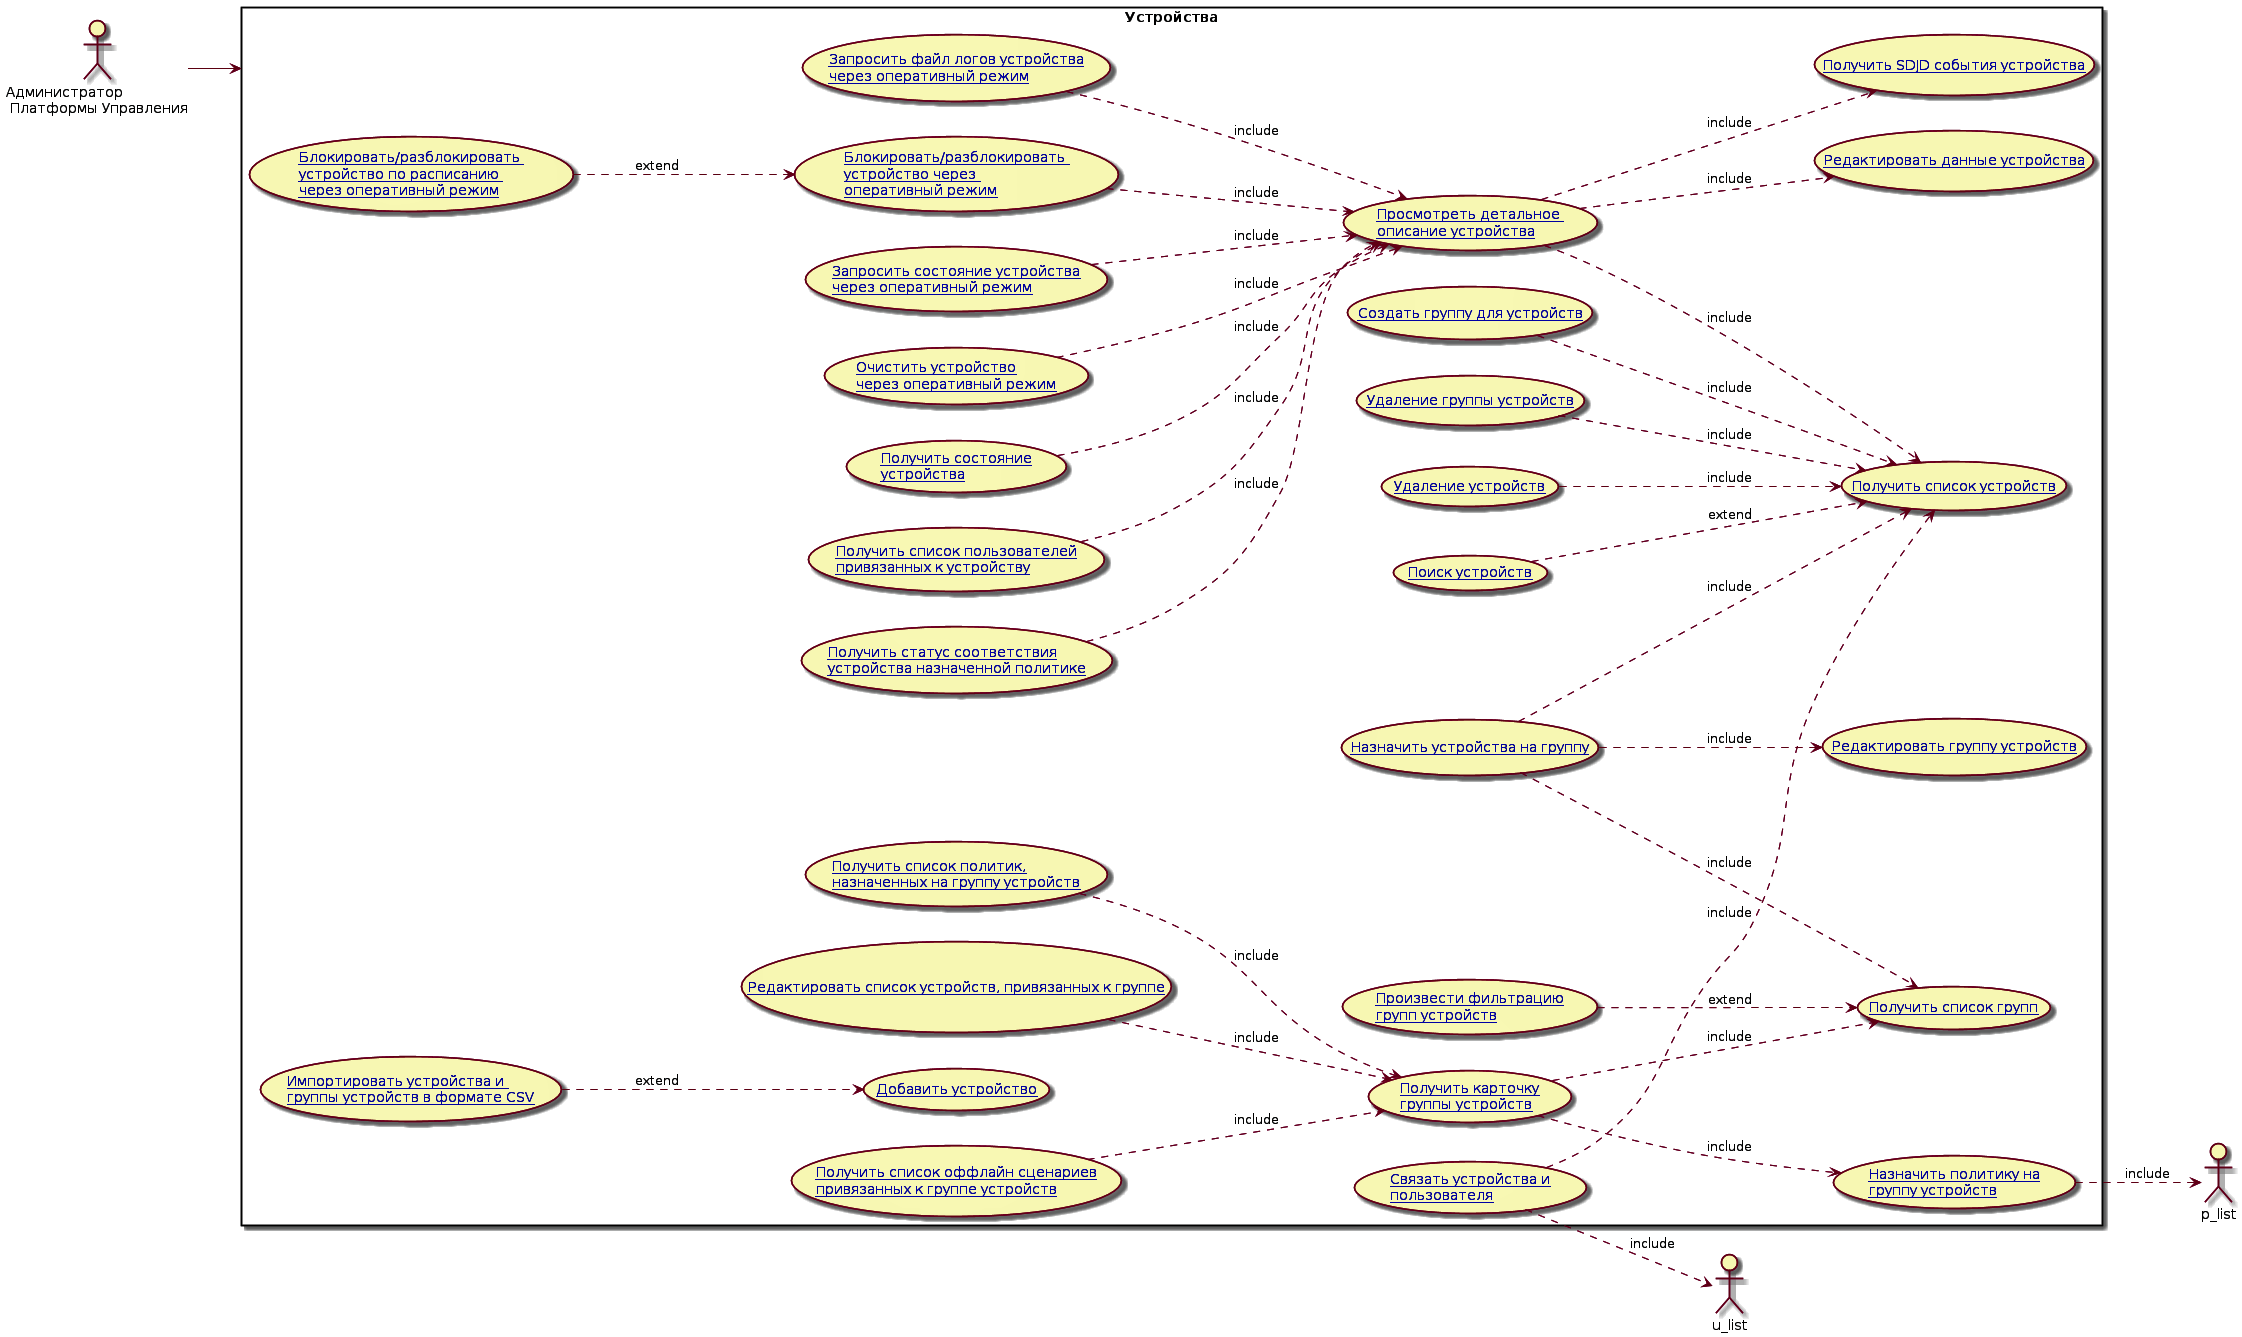 Устройства
Администратор
Платформы Управления
Запросить файл логов устройства
через оперативный режим
Получить SDJD события устройства
include
include
Блокировать/разблокировать
устройство по расписанию
через оперативный режим
extend
Блокировать/разблокировать
устройство через
оперативный режим
include
Редактировать данные устройства
include
Просмотреть детальное
описание устройства
include
Запросить состояние устройства
через оперативный режим
include
Создать группу для устройств
include
include
Очистить устройство
через оперативный режим
include
Удаление группы устройств
include
include
Получить состояние
устройства
include
Удаление устройств
include
Получить список устройств
extend
Поиск устройств
Получить список пользователей
привязанных к устройству
include
Получить статус соответствия
устройства назначенной политике
Назначить устройства на группу
include
Редактировать группу устройств
include
Получить список политик,
назначенных на группу устройств
include
include
Редактировать список устройств, привязанных к группе
Произвести фильтрацию
групп устройств
extend
Получить список групп
include
include
Импортировать устройства и
группы устройств в формате CSV
extend
Добавить устройство
Получить карточку
группы устройств
include
include
Получить список оффлайн сценариев
привязанных к группе устройств
Связать устройства и
пользователя
Назначить политику на
группу устройств
include
p_list
include
u_list